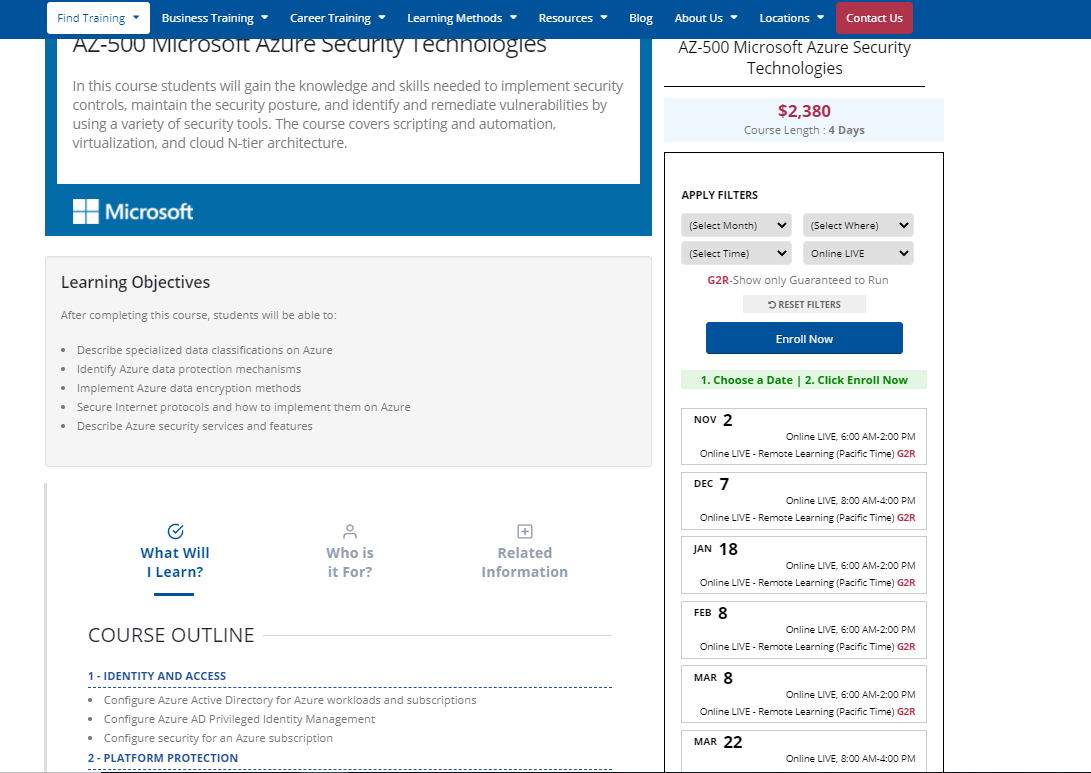 Find Training
Business Training
Career Training
Learning Methods
Resources
Blog
About Us
Locations
Contact Us
AZ-500 Microsoft Azure Security Technologies
In this course students will gain the knowledge and skills needed to implement security
controls, maintain the security posture, and identify and remediate vulnerabilities by
using a variety of security tools. The course covers scripting and automation,
virtualization, and cloud N-tier architecture.
Microsoft
Learning Objectives
After completing this course, students will be able to:
Describe specialized data classifications on Azure
Identify Azure data protection mechanisms
Implement Azure data encryption methods
Secure Internet protocols and how to implement them on Azure
Describe Azure security services and features
What Will
I Learn?
Who is
it For?
Related
Information
COURSE OUTLINE
1 - IDENTITY AND ACCESS
Configure Azure Active Directory for Azure workloads and subscriptions
Configure Azure AD Privileged Identity Management
Configure security for an Azure subscription
2 - PLATFORM PROTECTION
AZ-500 Microsoft Azure Security
Technologies
$2,380
Course Length : 4 Days
APPLY FILTERS
(Select Month)
(Select Where)
(Select Time)
Online LIVE
G2R-Show only Guaranteed to Run
RESET FILTERS
Enroll Now
1. Choose a Date | 2. Click Enroll Now
NOV 2
Online LIVE, 6:00 AM-2:00 PM
Online LIVE - Remote Learning (Pacific Time) G2R
DEC 7
Online LIVE, 8:00 AM-4:00 PM
Online LIVE - Remote Learning (Pacific Time) G2R
JAN 18
Online LIVE, 6:00 AM-2:00 PM
Online LIVE - Remote Learning (Pacific Time) G2R
FEB 8
Online LIVE, 6:00 AM-2:00 PM
Online LIVE - Remote Learning (Pacific Time) G2R
MAR 8
Online LIVE, 6:00 AM-2:00 PM
Online LIVE - Remote Learning (Pacific Time) G2R
MAR 22
Online LIVE, 8:00 AM-4:00 PM